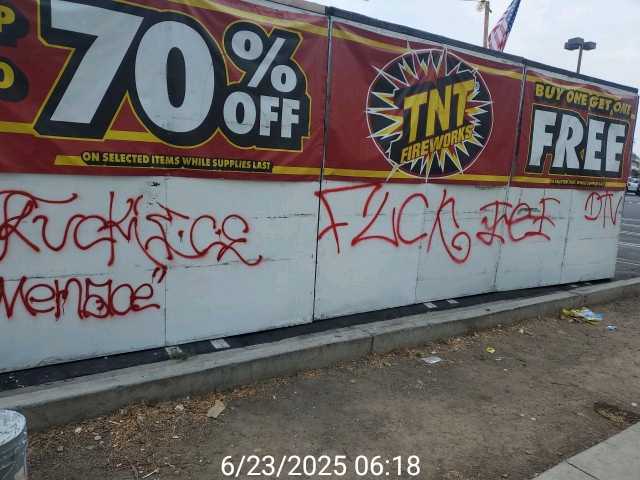 70% OFF
ON SELECTED ITEMS WHILE SUPPLIES LAST
TNT
FIREWORKS
BUY ONE GET ONE
FREE
Fuck Ice
Menace
Fuck Ice DTV
6/23/2025 06:18